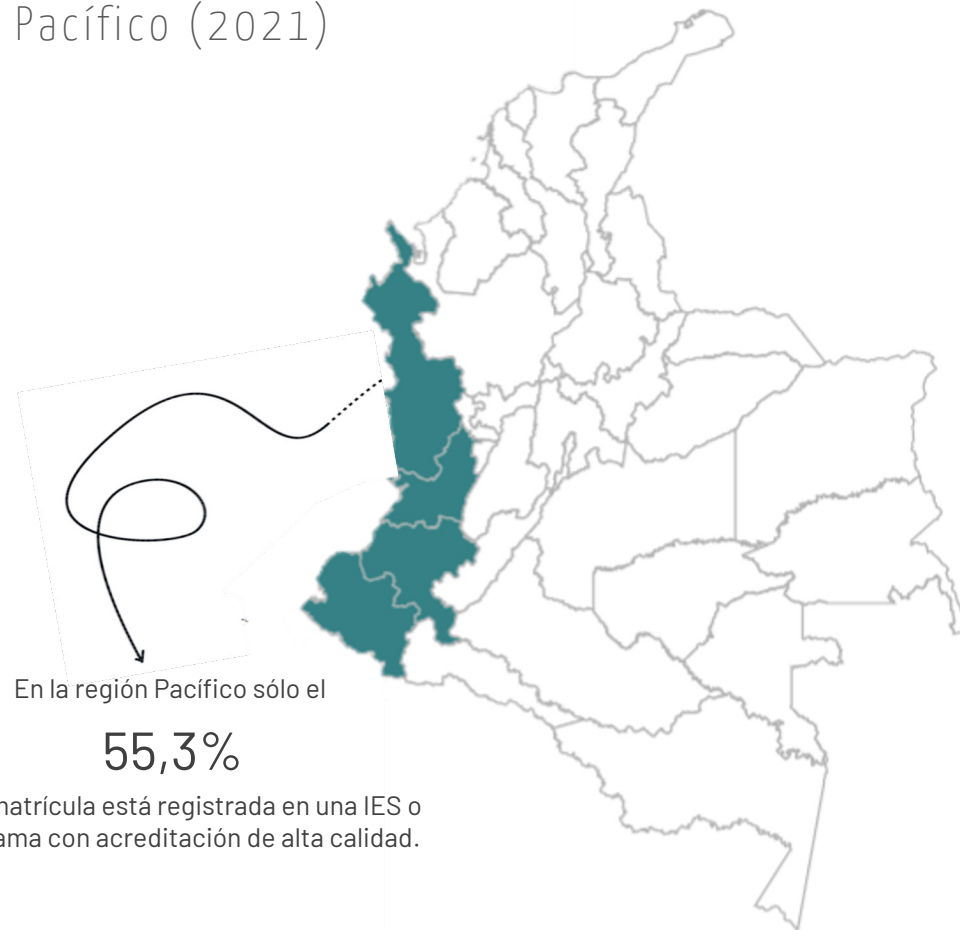 Pacífico (2021)
En la región Pacífico sólo el
55,3%
matrícula está registrada en una IES o
ama con acreditación de alta calidad.